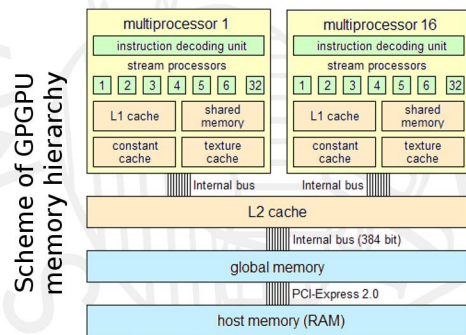 Scheme of GPGPU
memory hierarchy
multiprocessor 1
instruction decoding unit
stream processors
1 2 3 4 5 6 32
L1 cache
shared
memory
constant
cache
texture
cache
Internal bus
multiprocessor 16
instruction decoding unit
stream processors
1 2 3 4 5 6 32
L1 cache
shared
memory
constant
cache
texture
cache
Internal bus
L2 cache
Internal bus (384 bit)
global memory
PCI-Express 2.0
host memory (RAM)